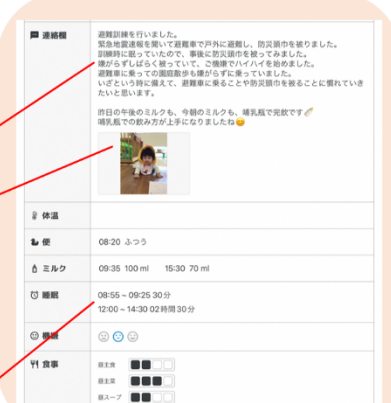 連絡欄
避難訓練を行いました。
緊急地震速報を聞いて避難車で戸外に避難し、防災頭巾を被りました。
訓練時に眠っていたので、事後に防災頭巾を被ってみます。
嫌がらずしばらく被っていて、ご機嫌でハイハイを始めました。
避難車に乗っての園庭散歩も嫌がらずに乗っていました。
いざという時に備えて、避難車に乗ることや防災頭巾を被ることに慣れていき
たいと思います。
昨日の午後のミルクも、今朝のミルクも、哺乳瓶で完飲です🍼
哺乳瓶での飲み方が上手になりましたね😊
体温
便
08:20 ふつう
ミルク
09:35 100 ml 15:30 70 ml
睡眠
08:55 ~ 09:25 30分
12:00 ~ 14:30 02時間30分
食事
昼主食
昼主菜
昼スープ